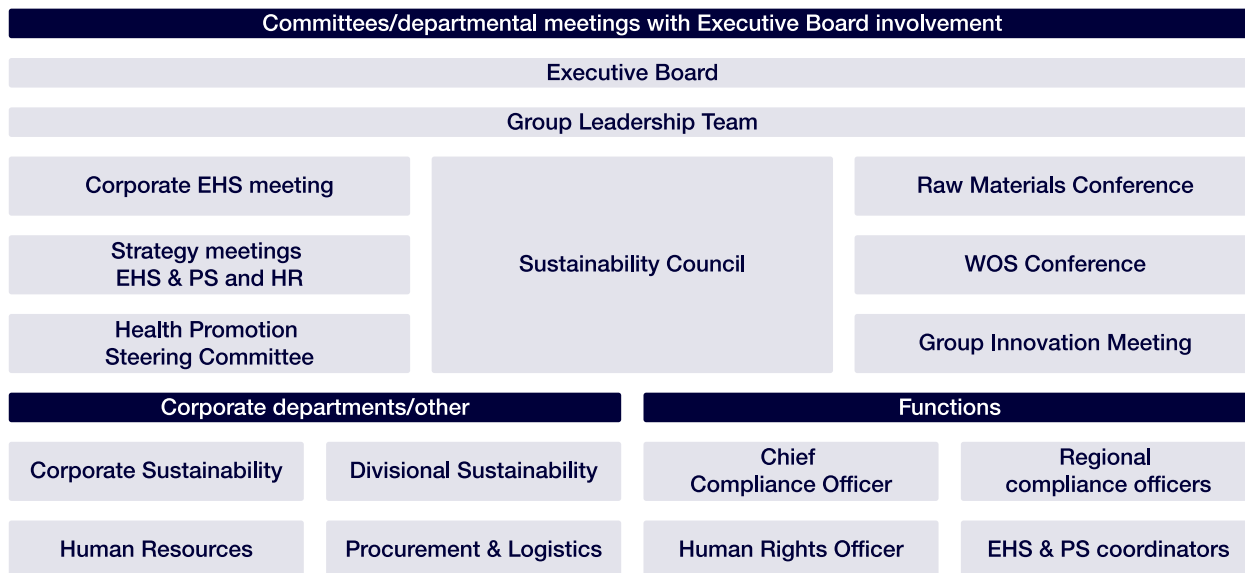 Committees/departmental meetings with Executive Board involvement
Executive Board
Group Leadership Team
Corporate EHS meeting
Strategy meetings
EHS & PS and HR
Health Promotion
Steering Committee
Sustainability Council
Raw Materials Conference
WOS Conference
Group Innovation Meeting
Corporate departments/other
Corporate Sustainability
Divisional Sustainability
Human Resources
Procurement & Logistics
Functions
Chief
Compliance Officer
Regional
compliance officers
Human Rights Officer
EHS & PS coordinators